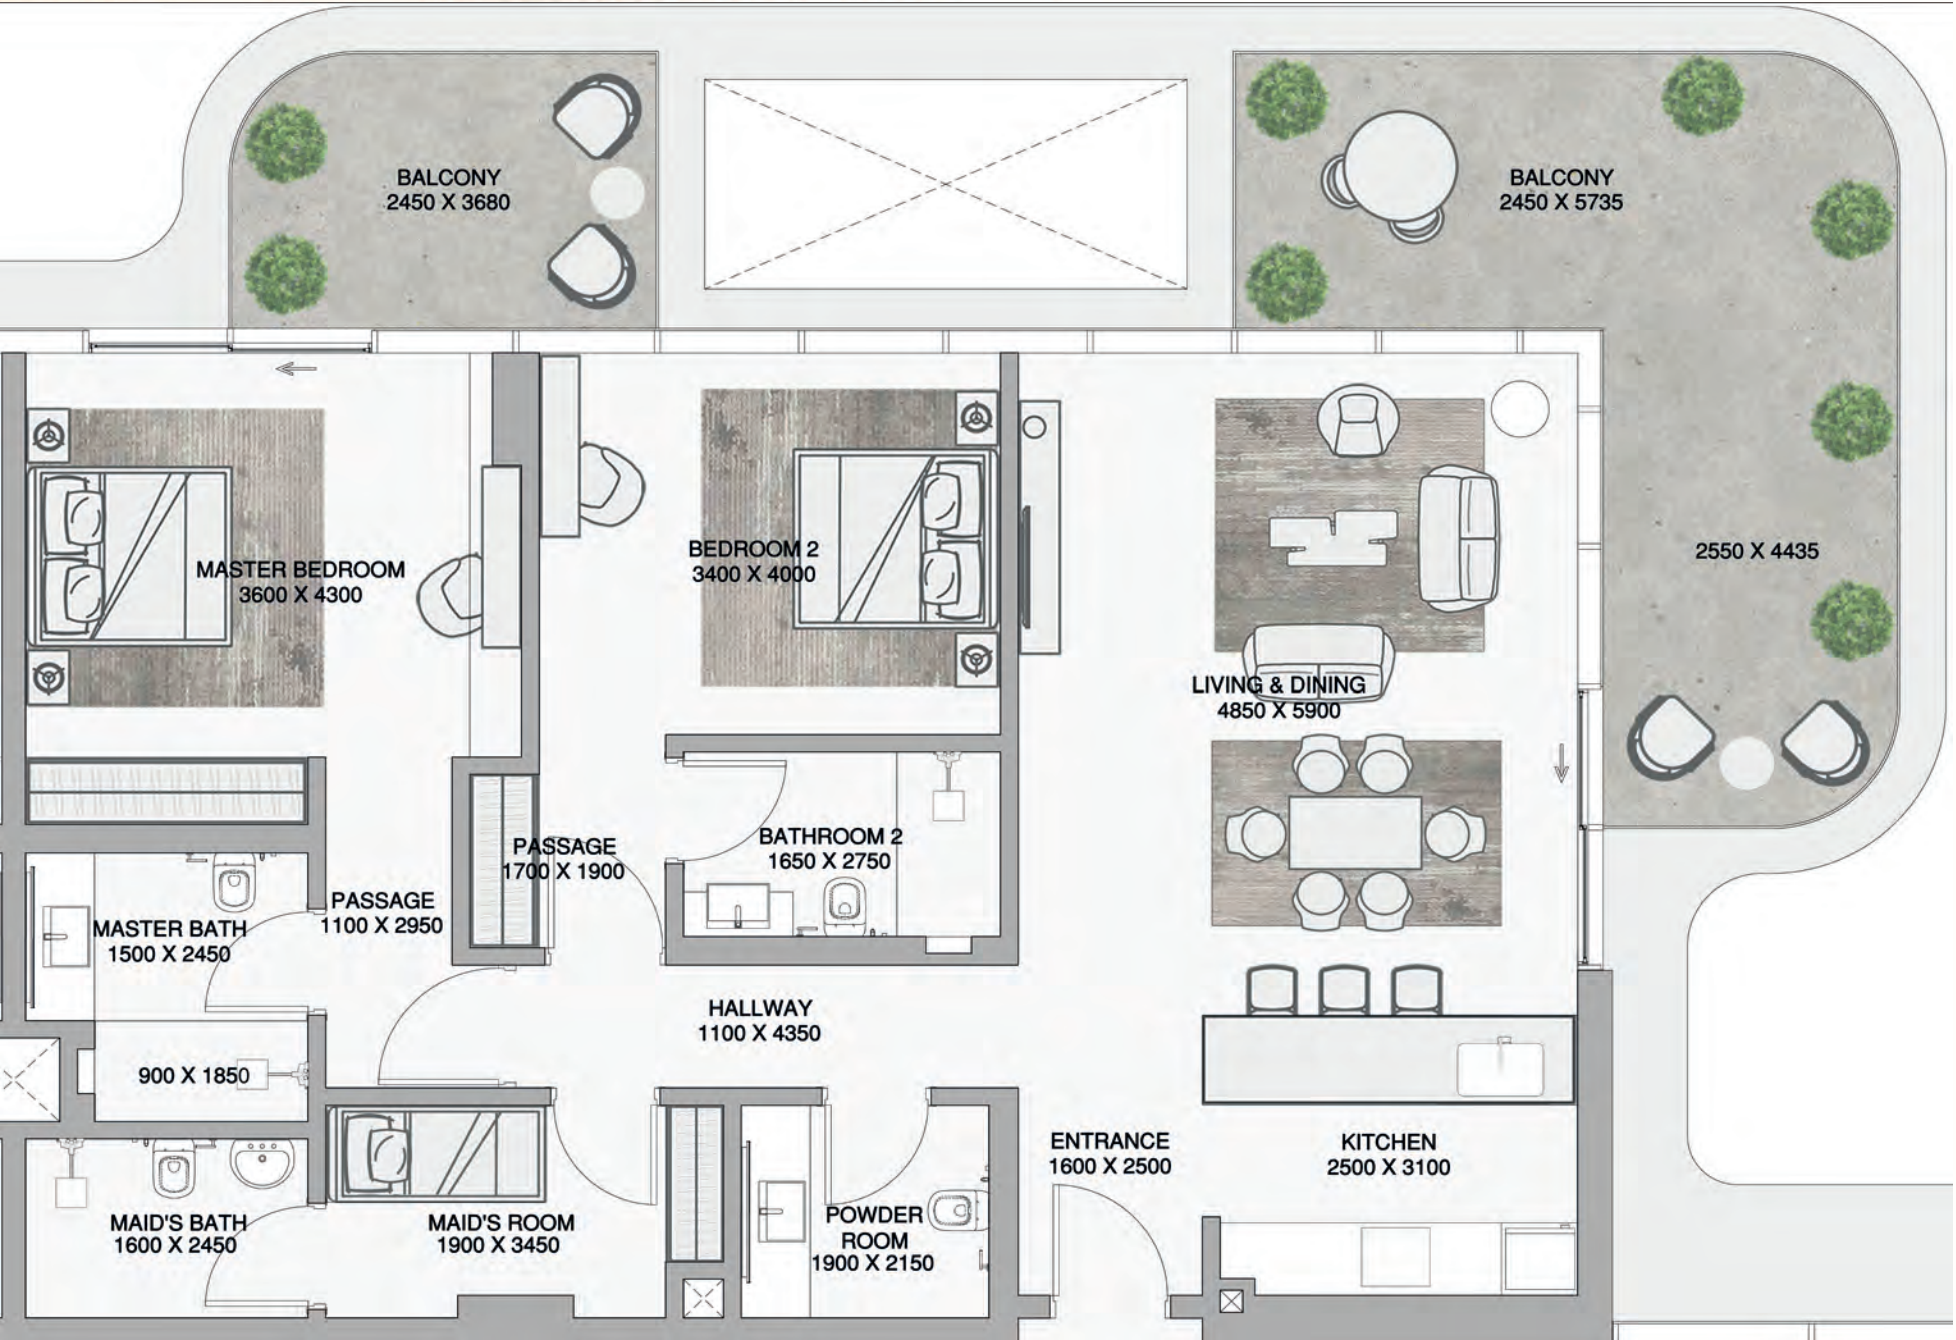 BALCONY
2450 X 3680
BALCONY
2450 X 5735
MASTER BEDROOM
3600 X 4300
BEDROOM 2
3400 X 4000
2550 X 4435
LIVING & DINING
4850 X 5900
PASSAGE
1700 X 1900
BATHROOM 2
1650 X 2750
PASSAGE
1100 X 2950
MASTER BATH
1500 X 2450
HALLWAY
1100 X 4350
900 X 1850
ENTRANCE
1600 X 2500
KITCHEN
2500 X 3100
MAID'S BATH
1600 X 2450
MAID'S ROOM
1900 X 3450
POWDER
ROOM
1900 X 2150